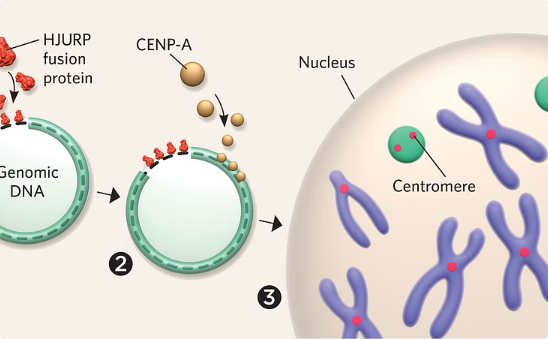 HJURP
fusion
protein
CENP-A
Nucleus
Genomic
DNA
Centromere
2
3